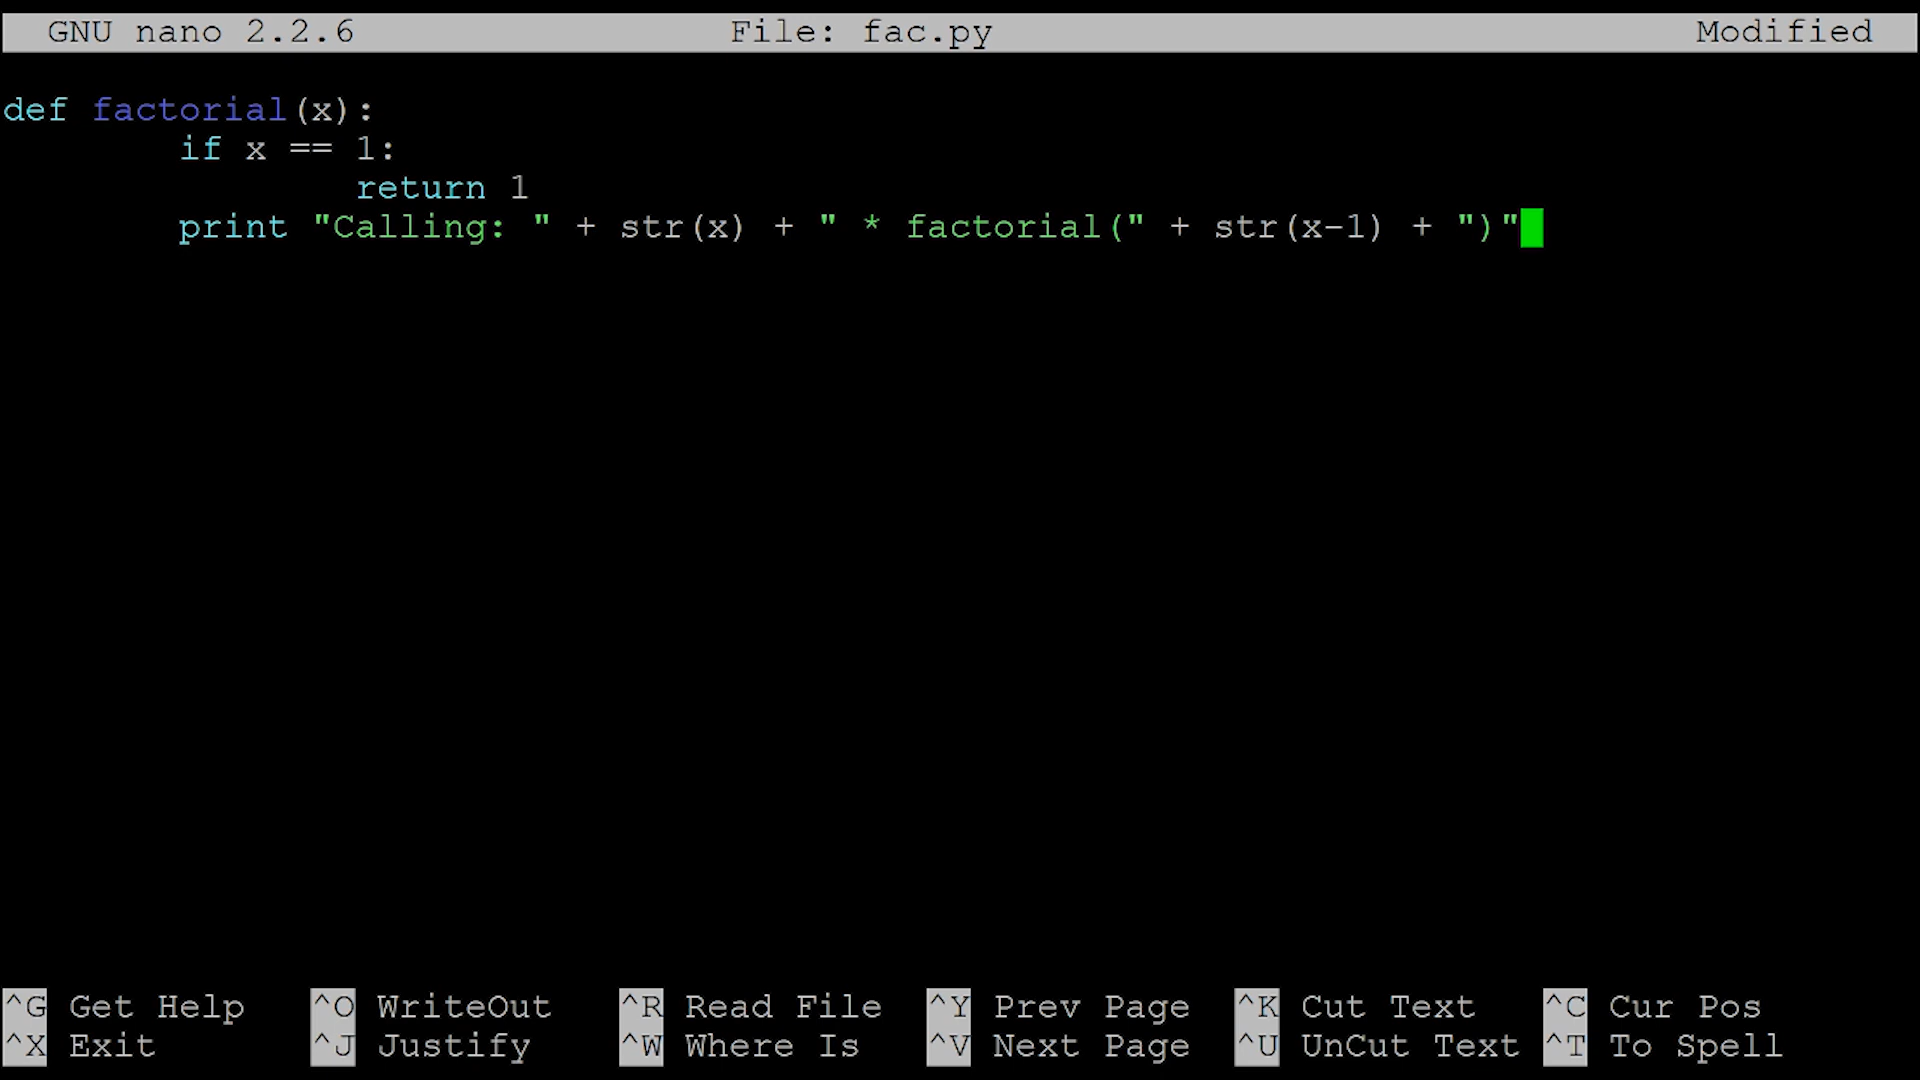 GNU nano 2.2.6 File: fac.py Modified
def factorial(x):
if x == 1:
return 1
print "Calling: " + str(x) + " * factorial(" + str(x-1) + ")"
^G Get Help ^O WriteOut ^R Read File ^Y Prev Page ^K Cut Text ^C Cur Pos
^X Exit ^J Justify ^W Where Is ^V Next Page ^U UnCut Text ^T To Spell